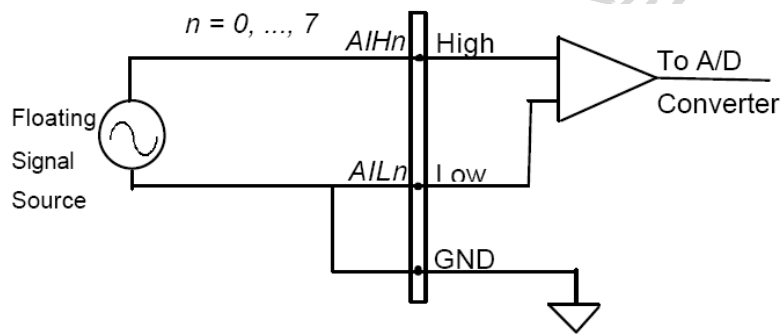 n = 0, ..., 7
AIHn
High
To A/D
Converter
Floating
Signal
Source
AILn
Low
GND